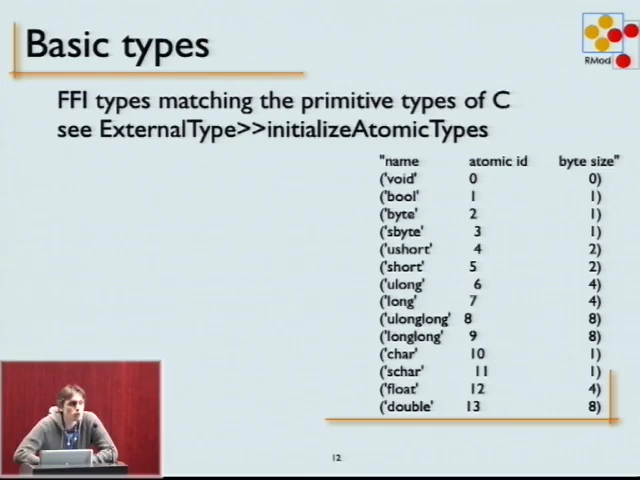 Basic types
RMod
FFI types matching the primitive types of C
see ExternalType>>initializeAtomicTypes
"name atomic id byte size"
('void' 0 0)
('bool' 1 1)
('byte' 2 1)
('sbyte' 3 1)
('ushort' 4 2)
('short' 5 2)
('ulong' 6 4)
('long' 7 4)
('ulonglong' 8 8)
('longlong' 9 8)
('char' 10 1)
('schar' 11 1)
('float' 12 4)
('double' 13 8)
12